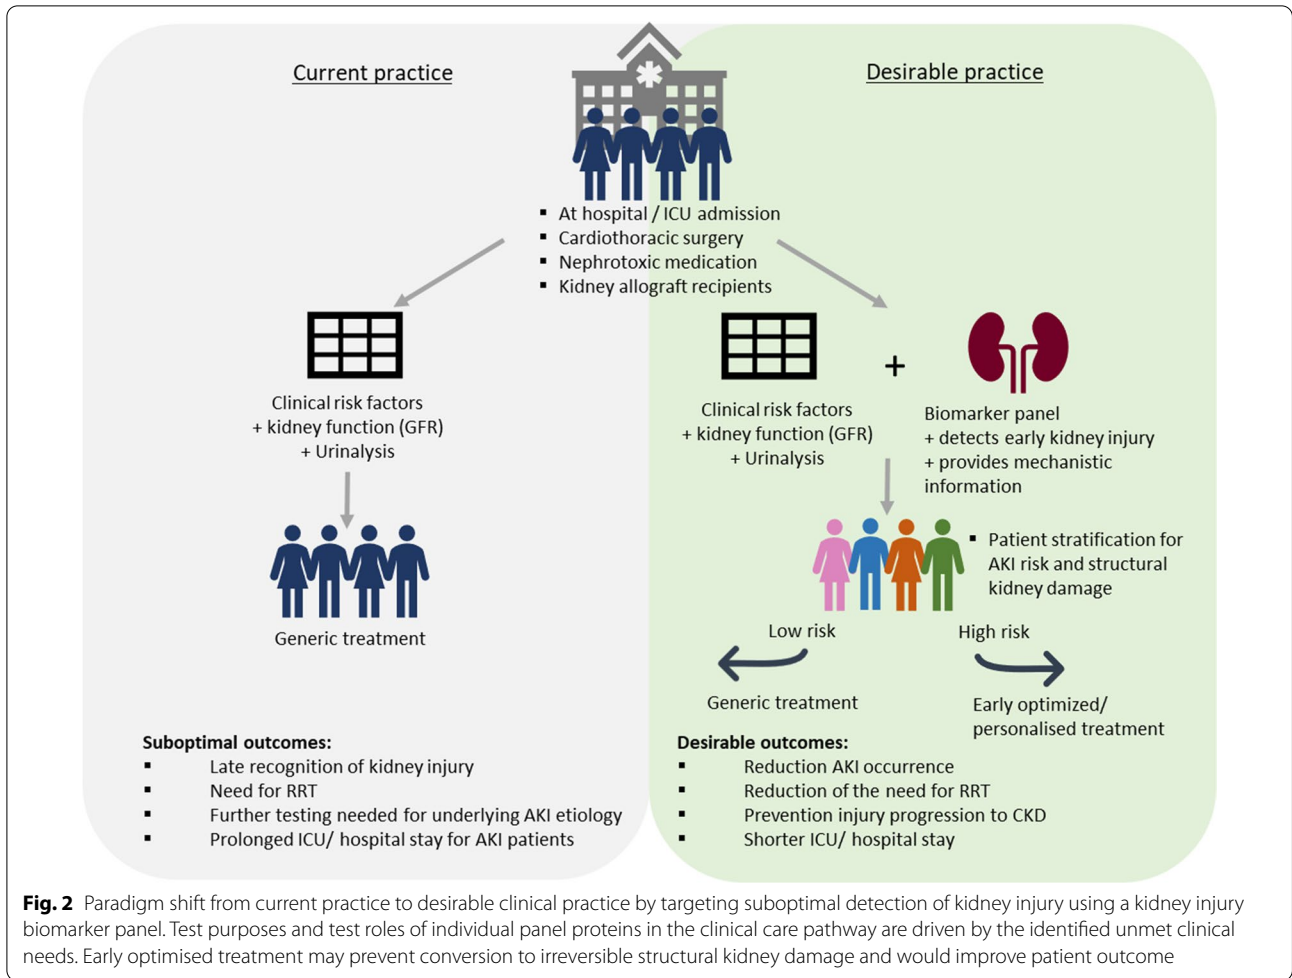 Current practice
Desirable practice
▪ At hospital / ICU admission
▪ Cardiothoracic surgery
▪ Nephrotoxic medication
▪ Kidney allograft recipients
Clinical risk factors
+ kidney function (GFR)
+ Urinalysis
Generic treatment
Clinical risk factors
+ kidney function (GFR)
+ Urinalysis
+
Biomarker panel
+ detects early kidney injury
+ provides mechanistic
information
▪ Patient stratification for
AKI risk and structural
kidney damage
Low risk
High risk
Generic treatment
Early optimized/
personalised treatment
Suboptimal outcomes:
▪ Late recognition of kidney injury
▪ Need for RRT
▪ Further testing needed for underlying AKI etiology
▪ Prolonged ICU/ hospital stay for AKI patients
Desirable outcomes:
▪ Reduction AKI occurrence
▪ Reduction of the need for RRT
▪ Prevention injury progression to CKD
▪ Shorter ICU/ hospital stay
Fig. 2 Paradigm shift from current practice to desirable clinical practice by targeting suboptimal detection of kidney injury using a kidney injury
biomarker panel. Test purposes and test roles of individual panel proteins in the clinical care pathway are driven by the identified unmet clinical
needs. Early optimised treatment may prevent conversion to irreversible structural kidney damage and would improve patient outcome